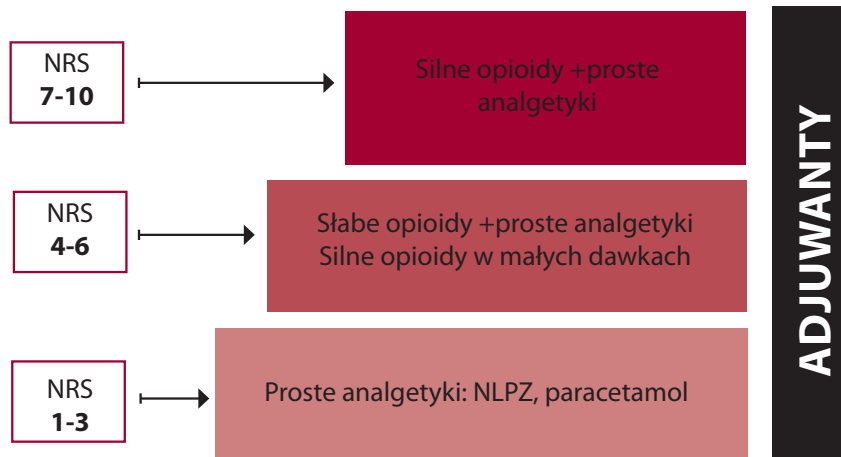 NRS
7-10
Silne opioidy +proste
analgetyki
NRS
4-6
Słabe opioidy +proste analgetyki
Silne opioidy w małych dawkach
NRS
1-3
Proste analgetyki: NLPZ, paracetamol
ADJUWANTY